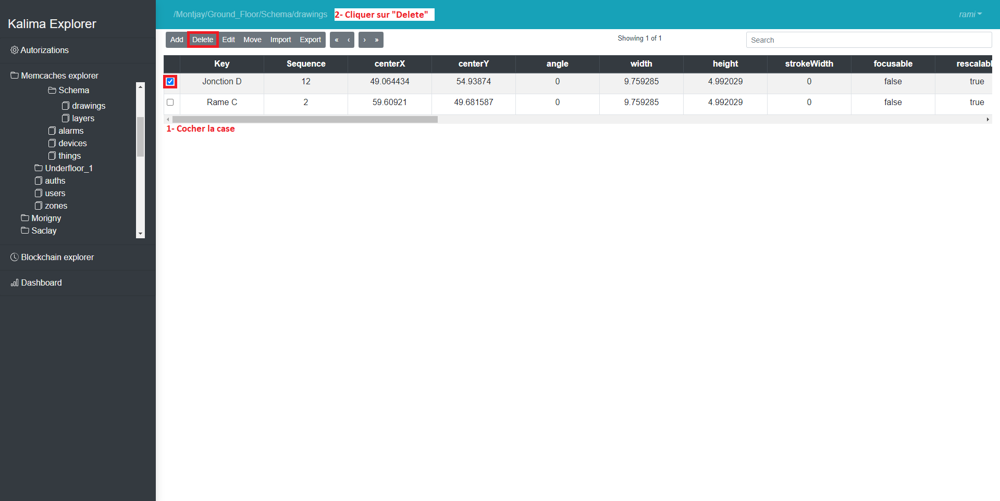 Kalima Explorer
Autorizations
Memcaches explorer
Schema
drawings
layers
alarms
devices
things
Underfloor_1
auths
users
zones
Morigny
Saclay
Blockchain explorer
Dashboard
/Montjay/Ground_Floor/Schema/drawings 2- Cliquer sur "Delete" rami
Add Delete Edit Move Import Export « ‹ › » Showing 1 of 1 Search
Key Sequence centerX centerY angle width height strokeWidth focusable rescalabl
Jonction D 12 49.064434 54.93874 0 9.759285 4.992029 0 false true
Rame C 2 59.60921 49.681587 0 9.759285 4.992029 0 false true
1- Cocher la case